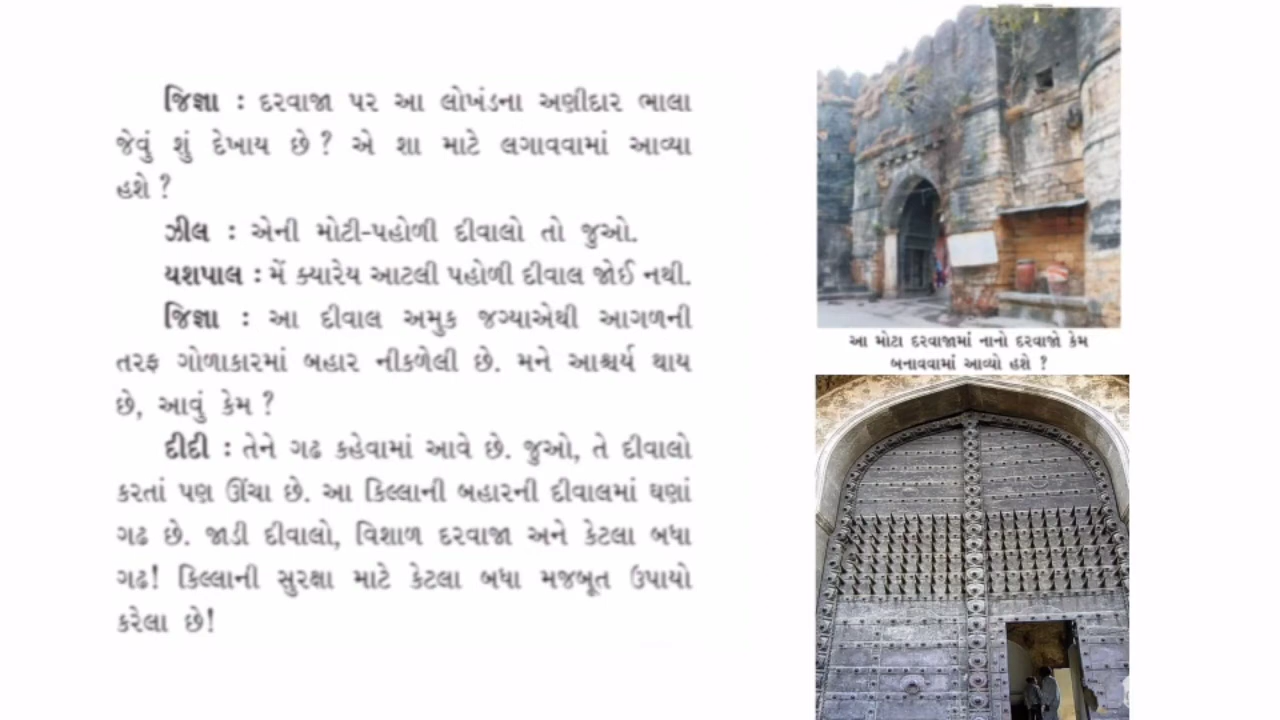 જિજ્ઞા : દરવાજા પર આ લોખંડના અણીદાર ભાલા
જેવું શું દેખાય છે ? એ શા માટે લગાવવામાં આવ્યા
હશે ?
ઝીલ : એની મોટી-પહોળી દીવાલો તો જુઓ.
યશપાલ : મેં ક્યારેય આટલી પહોળી દીવાલ જોઈ નથી.
જિજ્ઞા : આ દીવાલ અમુક જગ્યાએથી આગળની
તરફ ગોળાકારમાં બહાર નીકળેલી છે. મને આશ્ચર્ય થાય
છે, આવું કેમ ?
દીદી : તેને ગઢ કહેવામાં આવે છે. જુઓ, તે દીવાલો
કરતાં પણ ઊંચા છે. આ કિલ્લાની બહારની દીવાલમાં ઘણાં
ગઢ છે. જાડી દીવાલો, વિશાળ દરવાજા અને કેટલા બધા
ગઢ! કિલ્લાની સુરક્ષા માટે કેટલા બધા મજબૂત ઉપાયો
કરેલા છે!
આ મોટા દરવાજામાં નાનો દરવાજો કેમ
બનાવવામાં આવ્યો હશે ?